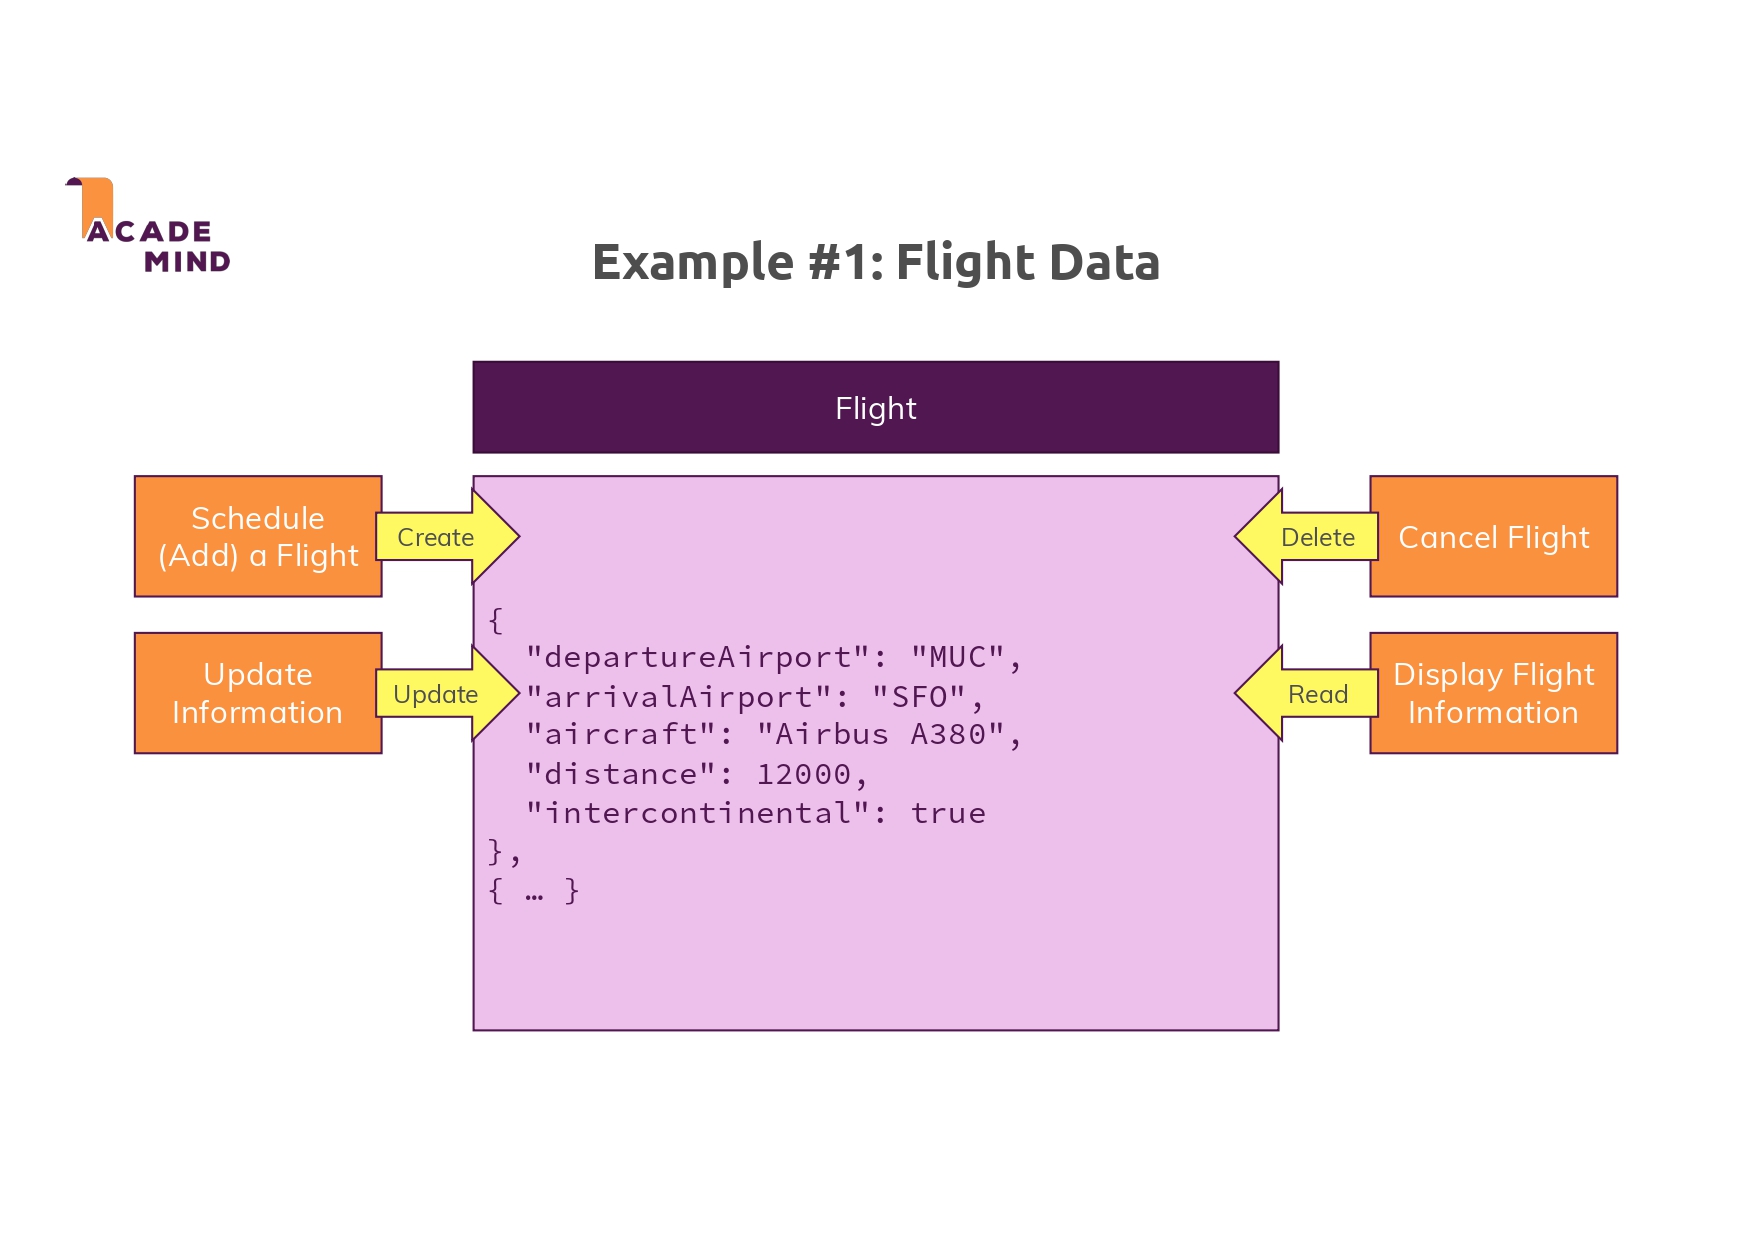 ACADE
MIND
Example #1: Flight Data
Flight
Schedule
(Add) a Flight
Create
Update
Information
Update
{
  "departureAirport": "MUC",
  "arrivalAirport": "SFO",
  "aircraft": "Airbus A380",
  "distance": 12000,
  "intercontinental": true
},
{ … }
Delete
Cancel Flight
Read
Display Flight
Information